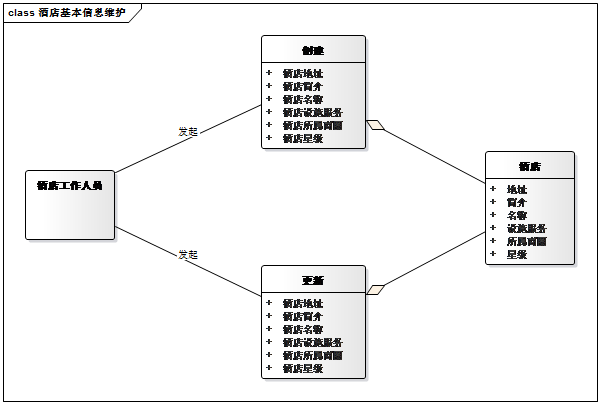 class 酒店基本信息维护
创建
+ 酒店地址
+ 酒店简介
+ 酒店名称
+ 酒店设施服务
+ 酒店所属商圈
+ 酒店星级
发起
酒店工作人员
酒店
+ 地址
+ 简介
+ 名称
+ 设施服务
+ 所属商圈
+ 星级
发起
更新
+ 酒店地址
+ 酒店简介
+ 酒店名称
+ 酒店设施服务
+ 酒店所属商圈
+ 酒店星级